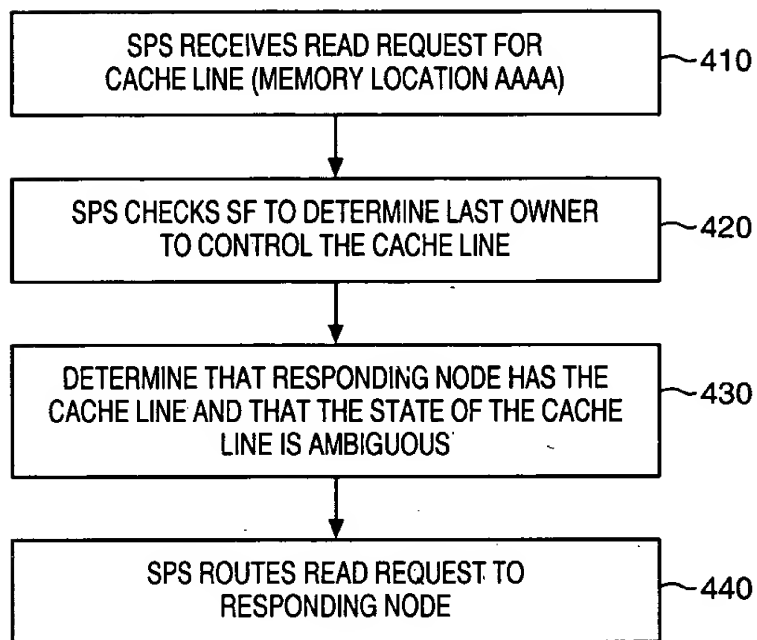 SPS RECEIVES READ REQUEST FOR
CACHE LINE (MEMORY LOCATION AAAA)
410
SPS CHECKS SF TO DETERMINE LAST OWNER
TO CONTROL THE CACHE LINE
420
DETERMINE THAT RESPONDING NODE HAS THE
CACHE LINE AND THAT THE STATE OF THE CACHE
LINE IS AMBIGUOUS
430
SPS ROUTES READ REQUEST TO
RESPONDING NODE
440